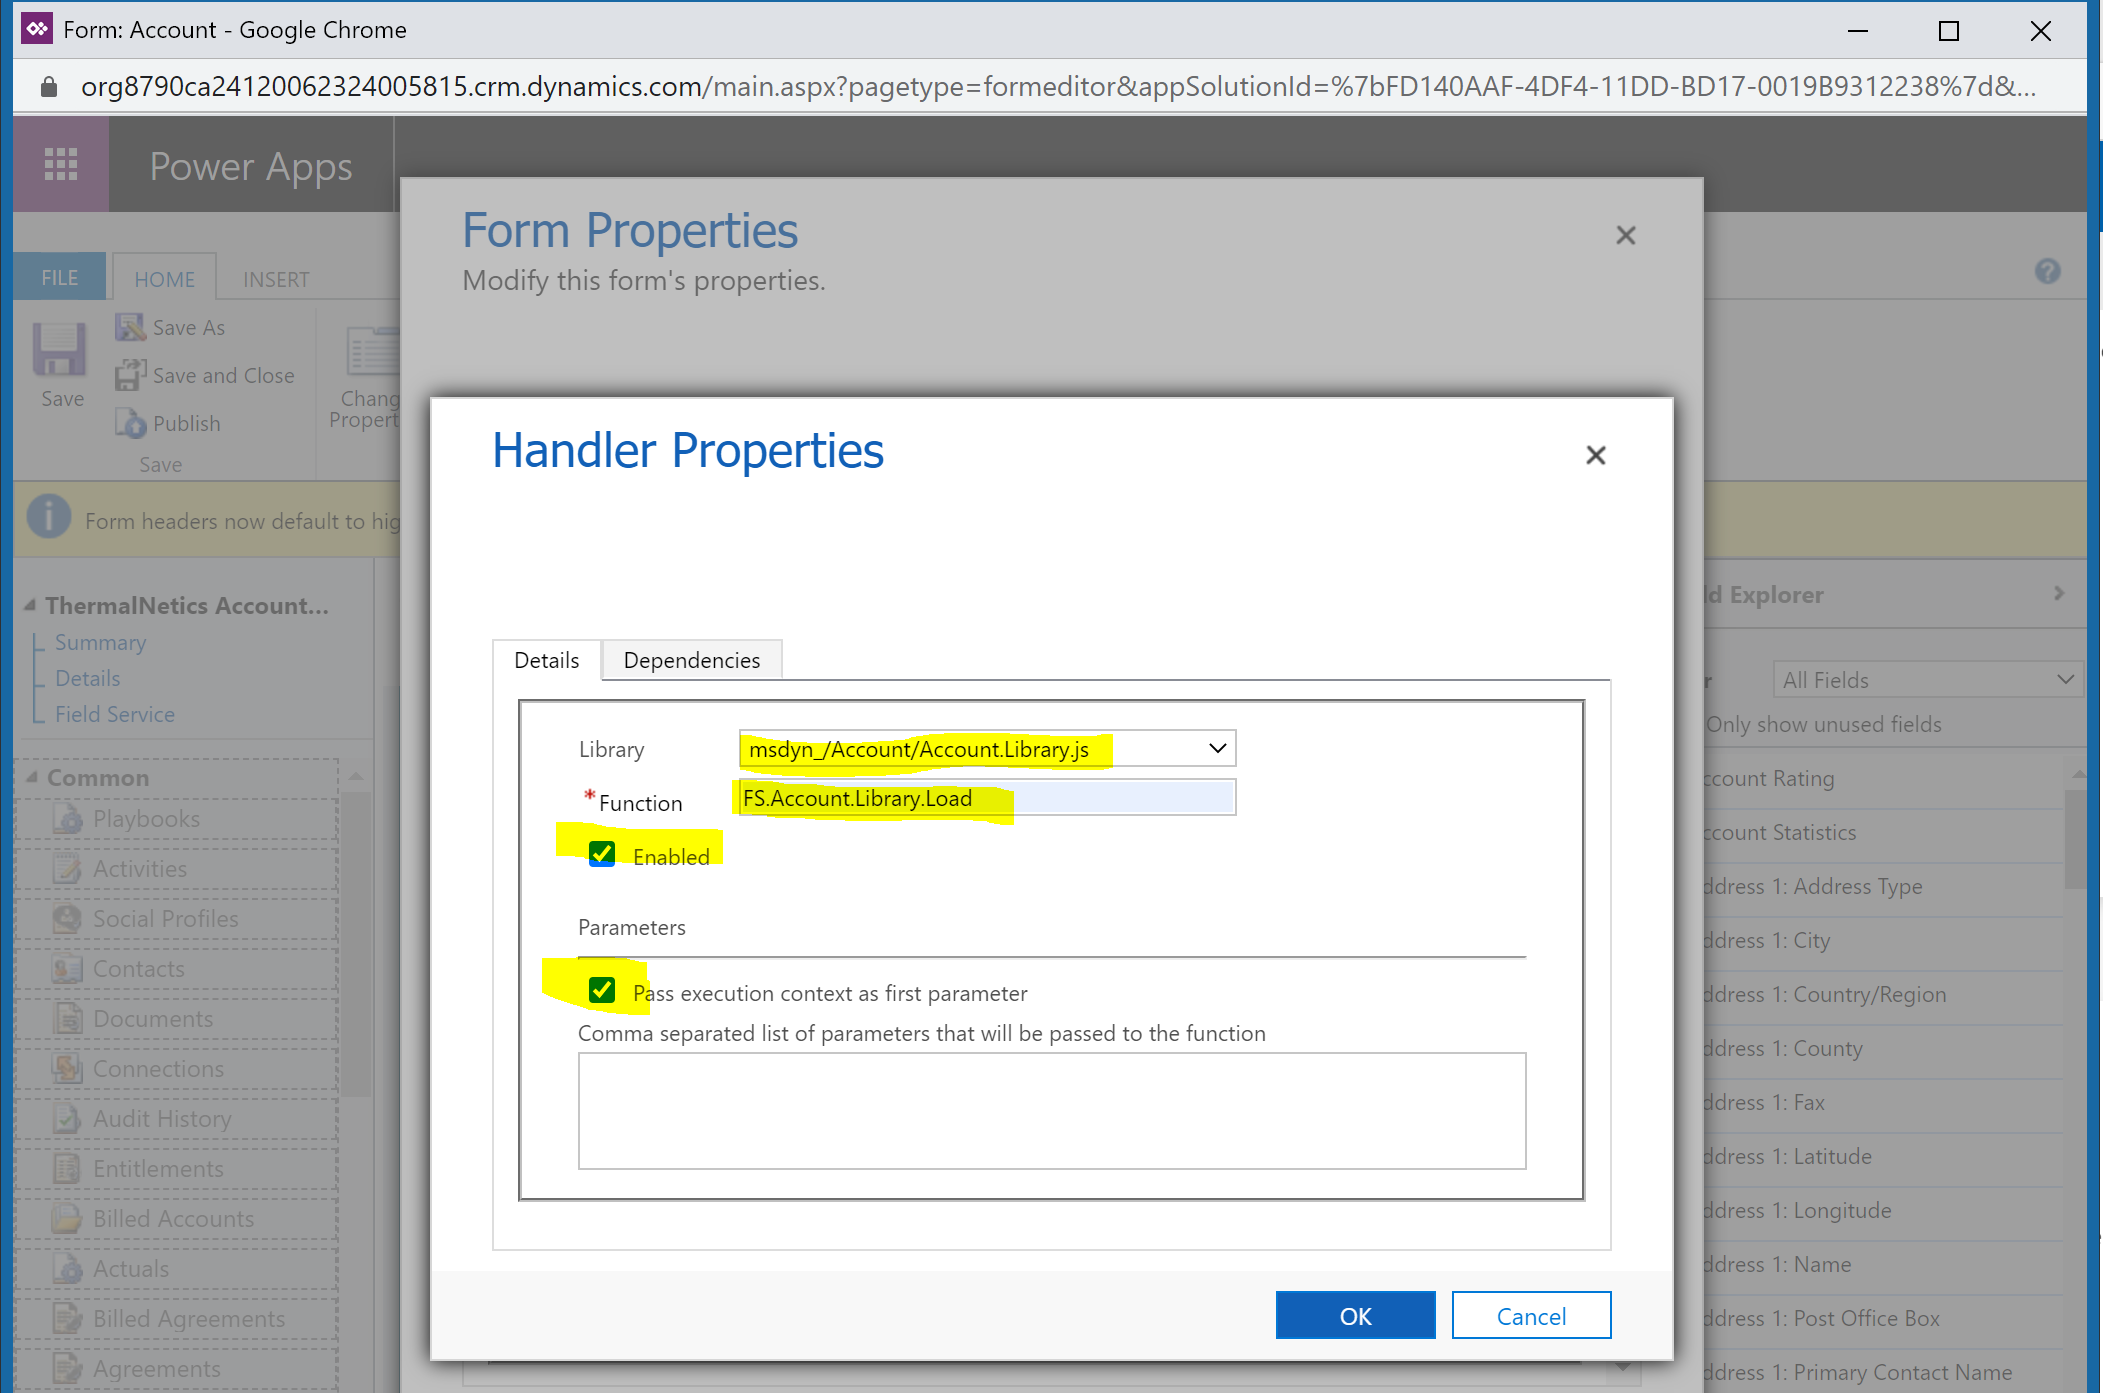 Form: Account - Google Chrome
org8790ca24120062324005815.crm.dynamics.com/main.aspx?pagetype=formeditor&appSolutionId=%7bFD140AAF-4DF4-11DD-BD17-0019B9312238%7d&...
Power Apps
Form Properties
Modify this form's properties.
FILE
HOME
INSERT
Save
Save As
Save and Close
Publish
Save
Chang
Propert
Form headers now default to hig
ThermalNetics Account...
Summary
Details
Field Service
Common
Playbooks
Activities
Social Profiles
Contacts
Documents
Connections
Audit History
Entitlements
Billed Accounts
Actuals
Billed Agreements
Agreements
Handler Properties
Details
Dependencies
Library
msdyn_/Account/Account.Library.js
*Function
FS.Account.Library.Load
Enabled
Parameters
Pass execution context as first parameter
Comma separated list of parameters that will be passed to the function
OK
Cancel
ld Explorer
r
All Fields
Only show unused fields
ccount Rating
ccount Statistics
ddress 1: Address Type
ddress 1: City
ddress 1: Country/Region
ddress 1: County
ddress 1: Fax
ddress 1: Latitude
ddress 1: Longitude
ddress 1: Name
ddress 1: Post Office Box
ddress 1: Primary Contact Name